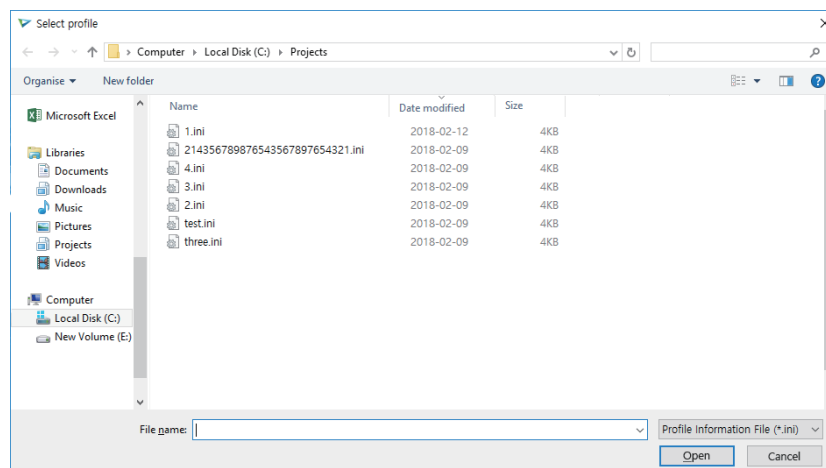 Select profile
Computer Local Disk (C:) Projects
Organise New folder
Microsoft Excel
Libraries
Documents
Downloads
Music
Pictures
Projects
Videos
Computer
Local Disk (C:)
New Volume (E:)
Name Date modified Size
1.ini 2018-02-12 4KB
214356789876543567897654321.ini 2018-02-09 4KB
4.ini 2018-02-09 4KB
3.ini 2018-02-09 4KB
2.ini 2018-02-09 4KB
test.ini 2018-02-09 4KB
three.ini 2018-02-09 4KB
File name: Profile Information File (*.ini)
Open Cancel